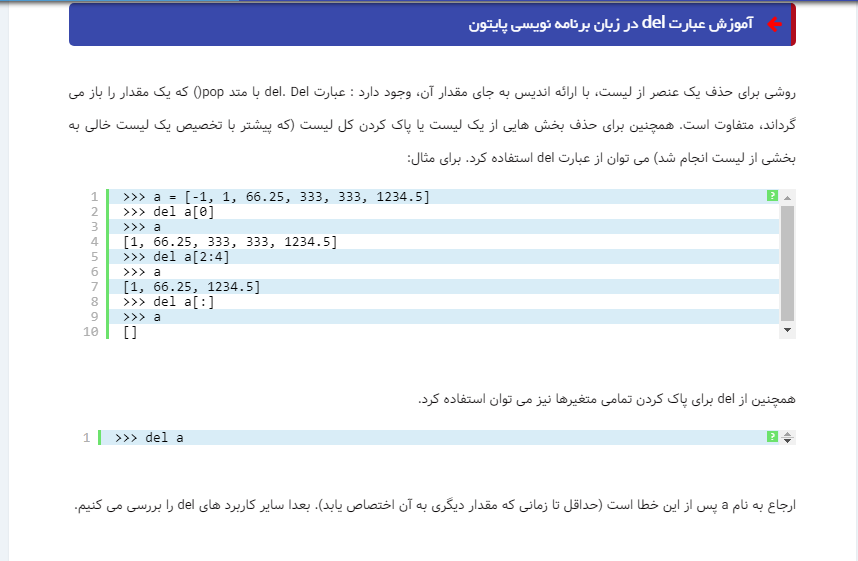 آموزش عبارت del در زبان برنامه نویسی پایتون
روشی برای حذف یک عنصر از لیست، با ارائه اندیس به جای مقدار آن، وجود دارد : عبارت del. Del با متد pop() که یک مقدار را باز می
گرداند، متفاوت است. همچنین برای حذف بخش هایی از یک لیست یا پاک کردن کل لیست (که پیشتر با تخصیص یک لیست خالی به
بخشی از لیست انجام شد) می توان از عبارت del استفاده کرد. برای مثال:
1 >>> a = [-1, 1, 66.25, 333, 333, 1234.5]
2 >>> del a[0]
3 >>> a
4 [1, 66.25, 333, 333, 1234.5]
5 >>> del a[2:4]
6 >>> a
7 [1, 66.25, 1234.5]
8 >>> del a[:]
9 >>> a
10 []
همچنین از del برای پاک کردن تمامی متغیرها نیز می توان استفاده کرد.
1 >>> del a
ارجاع به نام a پس از این خطا است (حداقل تا زمانی که مقدار دیگری به آن اختصاص یابد). بعدا سایر کاربرد های del را بررسی می کنیم.